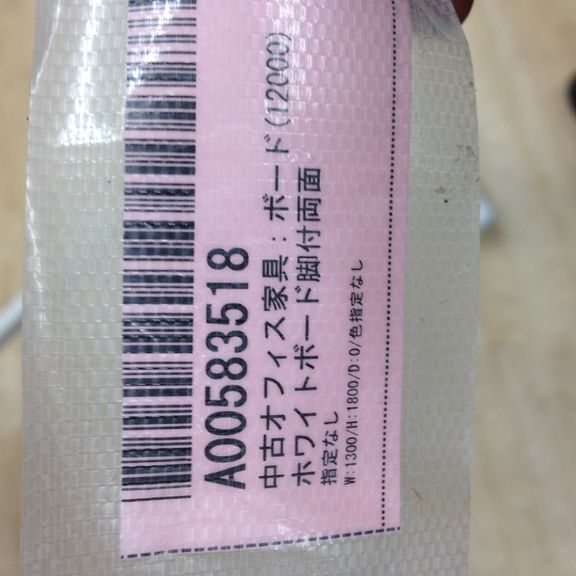 A00583518
中古オフィス家具：ボード(12000)
ホワイトボード脚付両面
指定なし
W:1300/H:1800/D:0/色指定なし